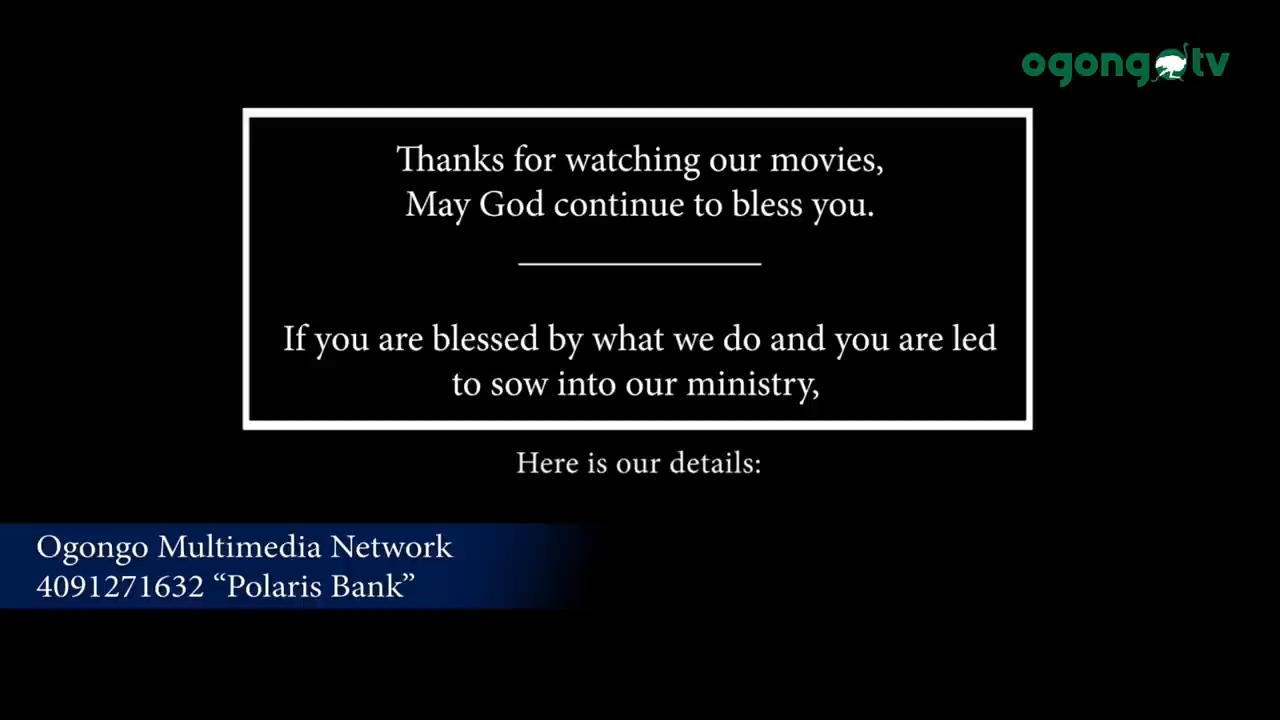 ogongotv
Thanks for watching our movies,
May God continue to bless you.
If you are blessed by what we do and you are led
to sow into our ministry,
Here is our details:
Ogongo Multimedia Network
4091271632 “Polaris Bank”